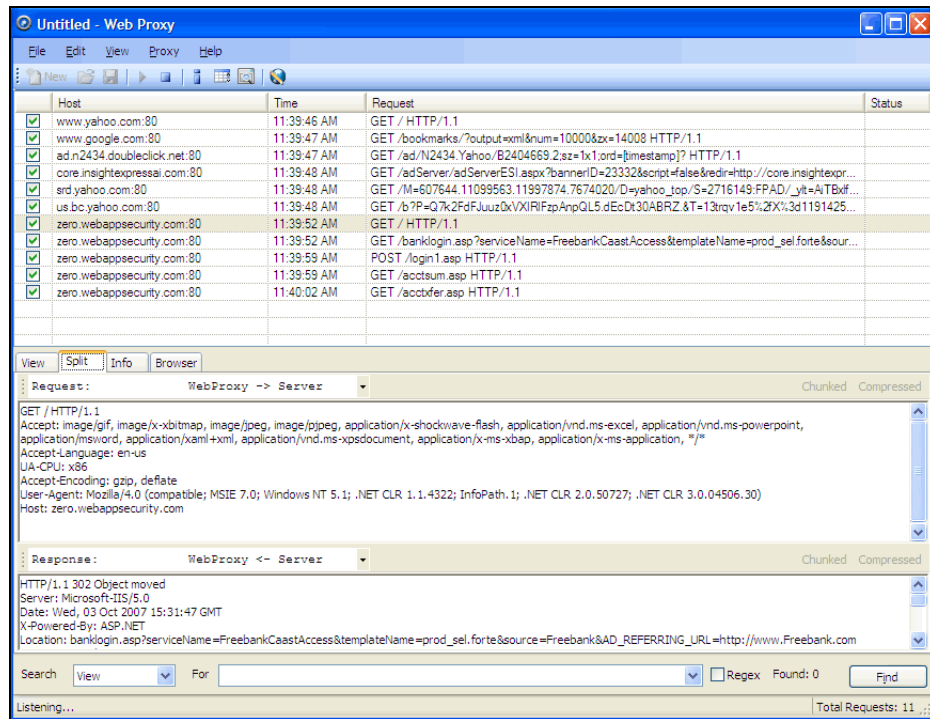 Untitled - Web Proxy
File Edit View Proxy Help
New
Host Time Request Status
www.yahoo.com:80 11:39:46 AM GET / HTTP/1.1
www.google.com:80 11:39:47 AM GET /bookmarks/?output=xml&num=10000&zx=14008 HTTP/1.1
ad.n2434.doubleclick.net:80 11:39:47 AM GET /ad/N2434.Yahoo/B2404669.2;sz=1x1;ord=[timestamp]? HTTP/1.1
core.insightexpressai.com:80 11:39:48 AM GET /adServer/adServerESI.aspx?bannerID=23332&script=false&redir=http://core.insightexpr...
srd.yahoo.com:80 11:39:48 AM GET /M=607644.11099563.11997874.7674020/D=yahoo_top/S=2716149:FPAD/_ylt=AiTBxlf...
us.bc.yahoo.com:80 11:39:48 AM GET /b?P=Q7k2FdFJuuz0xVXIRIFzpAnpQL5.dEcDt30ABRZ.&T=13trqv1e5%2fX%3d1191425...
zero.webappsecurity.com:80 11:39:52 AM GET / HTTP/1.1
zero.webappsecurity.com:80 11:39:52 AM GET /banklogin.asp?serviceName=FreebankCaastAccess&templateName=prod_sel.forte&sour...
zero.webappsecurity.com:80 11:39:59 AM POST /login1.asp HTTP/1.1
zero.webappsecurity.com:80 11:39:59 AM GET /acctsum.asp HTTP/1.1
zero.webappsecurity.com:80 11:40:02 AM GET /acctxfer.asp HTTP/1.1
View Split Info Browser
Request: WebProxy -> Server Chunked Compressed
GET / HTTP/1.1
Accept: image/gif, image/x-xbitmap, image/jpeg, image/pjpeg, application/x-shockwave-flash, application/vnd.ms-excel, application/vnd.ms-powerpoint,
application/msword, application/xaml+xml, application/vnd.ms-xpsdocument, application/x-ms-xbap, application/x-ms-application, */*
Accept-Language: en-us
UA-CPU: x86
Accept-Encoding: gzip, deflate
User-Agent: Mozilla/4.0 (compatible; MSIE 7.0; Windows NT 5.1; .NET CLR 1.1.4322; InfoPath.1; .NET CLR 2.0.50727; .NET CLR 3.0.04506.30)
Host: zero.webappsecurity.com
Response: WebProxy <- Server Chunked Compressed
HTTP/1.1 302 Object moved
Server: Microsoft-IIS/5.0
Date: Wed, 03 Oct 2007 15:31:47 GMT
X-Powered-By: ASP.NET
Location: banklogin.asp?serviceName=FreebankCaastAccess&templateName=prod_sel.forte&source=Freebank&AD_REFERRING_URL=http://www.Freebank.com
Search View For Regex Found: 0 Find
Listening... Total Requests: 11